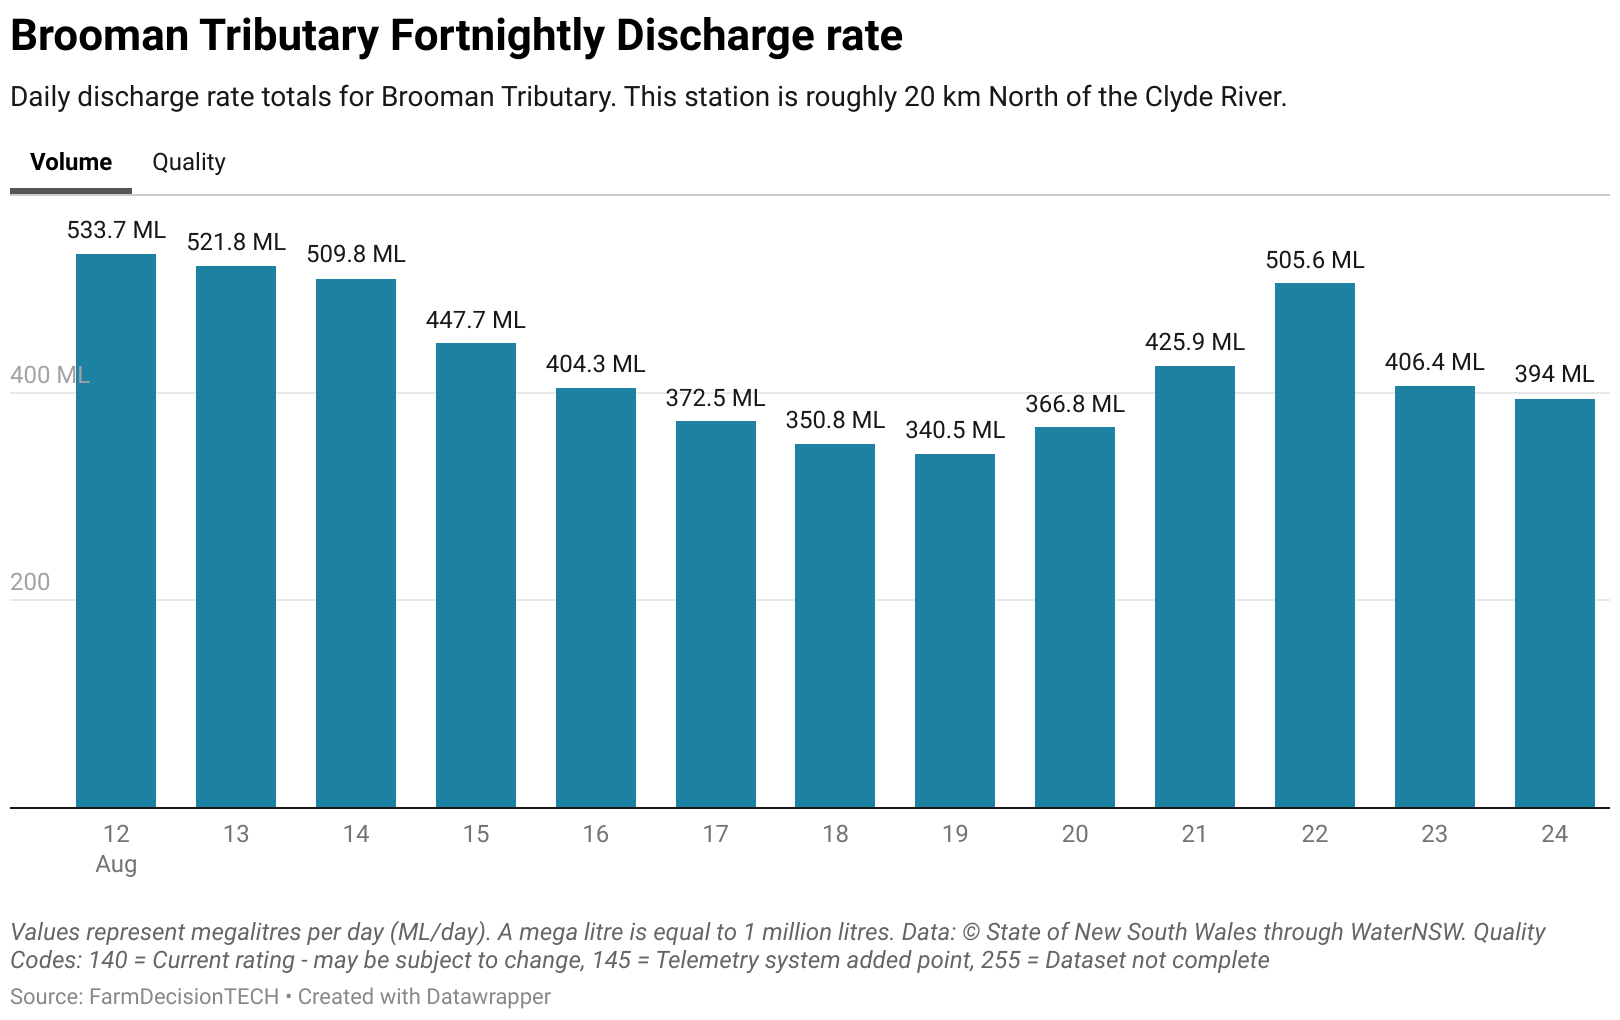 Brooman Tributary Fortnightly Discharge rate
Daily discharge rate totals for Brooman Tributary. This station is roughly 20 km North of the Clyde River.
Volume Quality
533.7 ML
521.8 ML
509.8 ML
447.7 ML
404.3 ML
372.5 ML
350.8 ML
340.5 ML
366.8 ML
425.9 ML
505.6 ML
406.4 ML
394 ML
400 ML
200
12 13 14 15 16 17 18 19 20 21 22 23 24
Aug
Values represent megalitres per day (ML/day). A mega litre is equal to 1 million litres. Data: © State of New South Wales through WaterNSW. Quality
Codes: 140 = Current rating - may be subject to change, 145 = Telemetry system added point, 255 = Dataset not complete
Source: FarmDecisionTECH • Created with Datawrapper